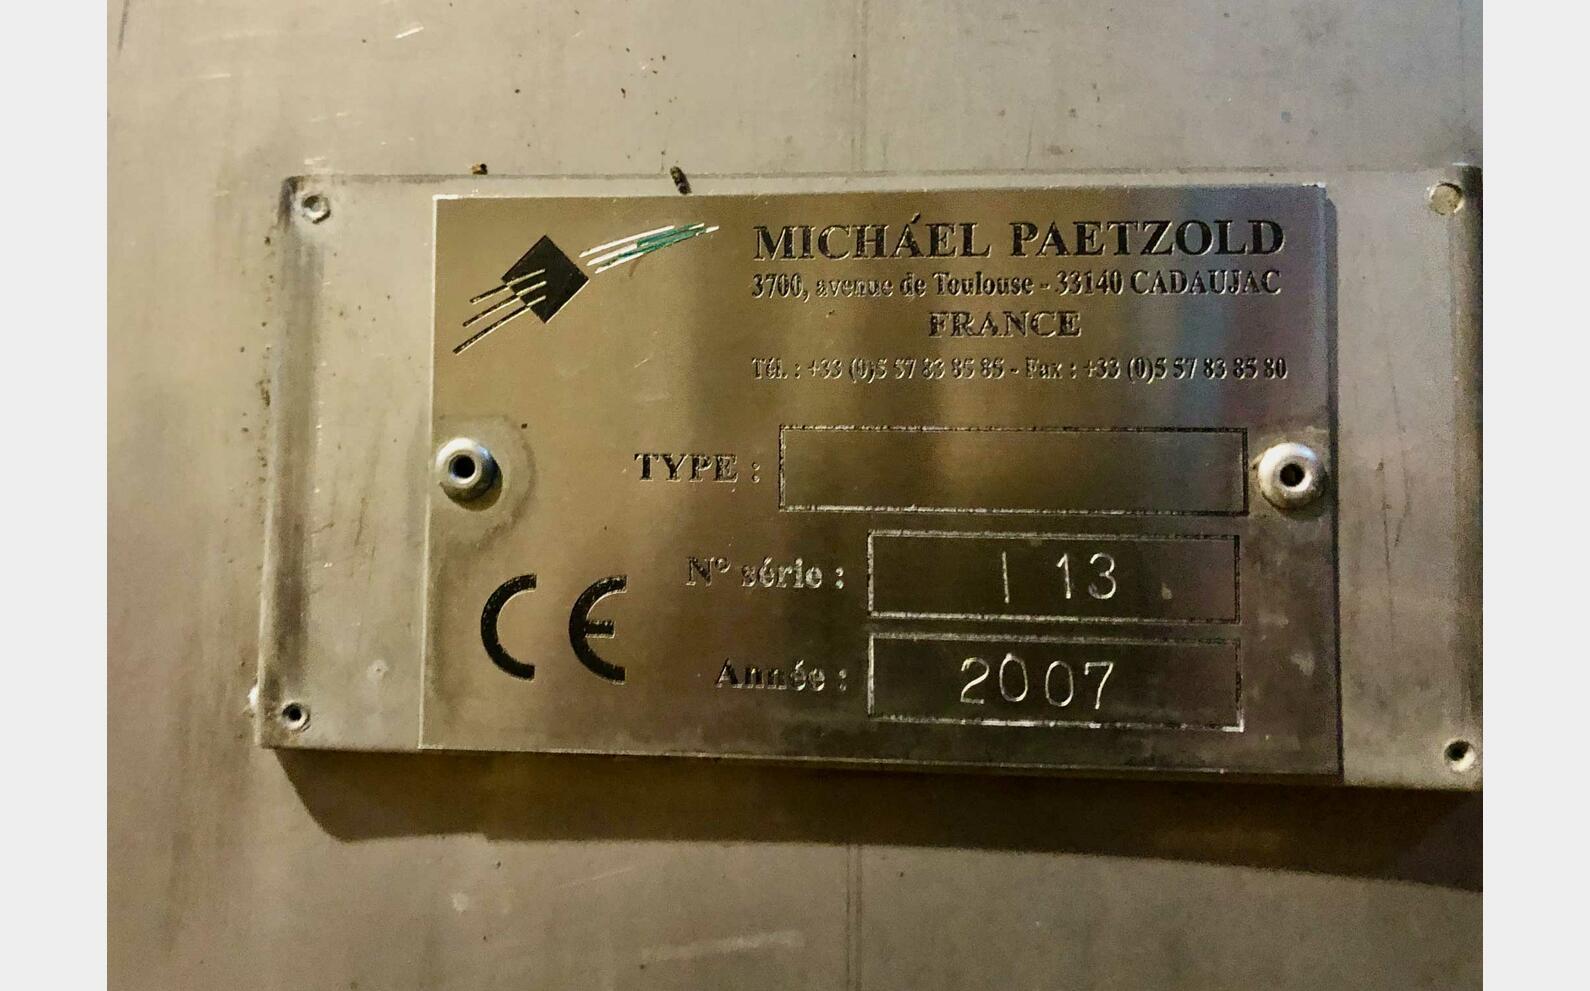 MICHÁEL PAETZOLD
3700, avenue de Toulouse - 33140 CADAUJAC
FRANCE
Tél. : +33 (0)5 57 83 85 85 - Fax : +33 (0)5 57 83 85 80
TYPE :
N° série : | 13
Année : 2007
CE